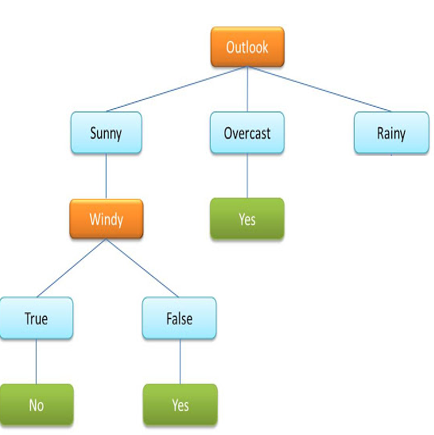 Outlook
Sunny
Overcast
Rainy
Windy
Yes
True
False
No
Yes